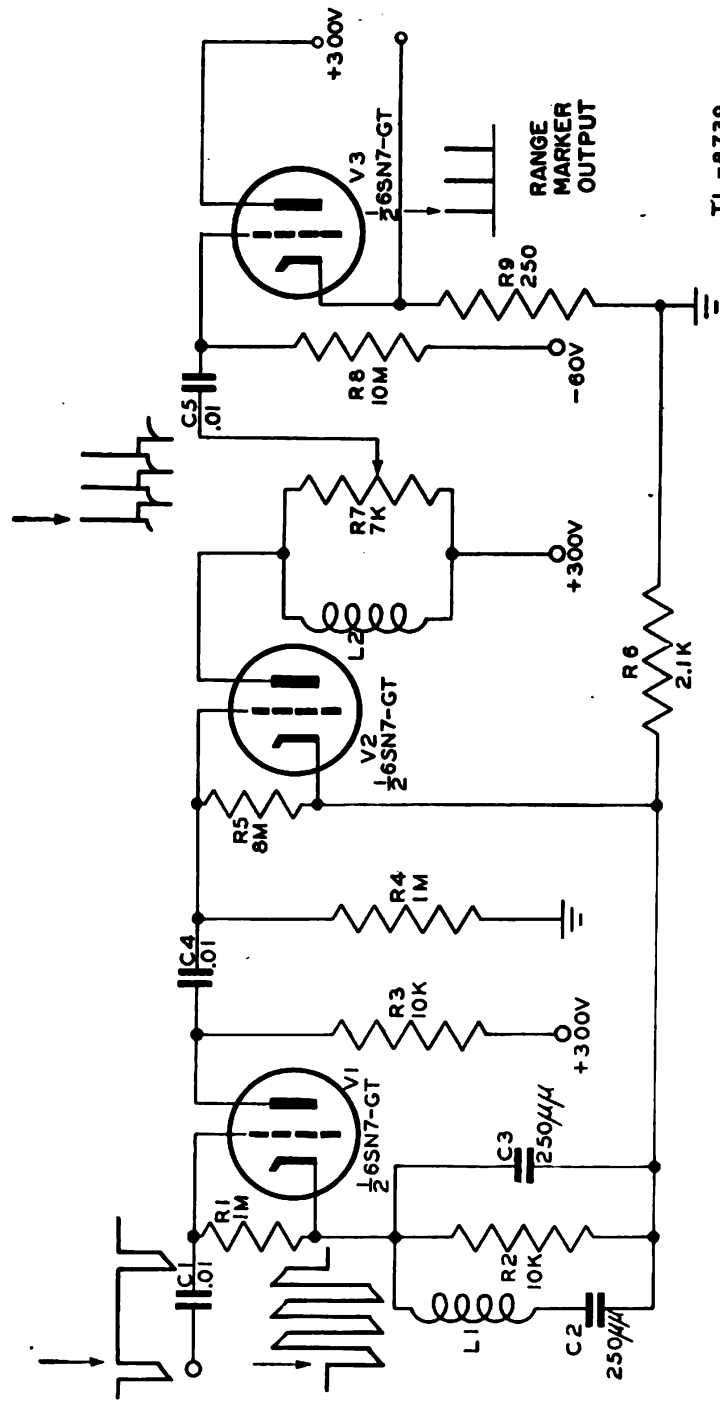 C1
.01
R1
1M
V1
½6SN7-GT
L1
C2
250µµ
R2
10K
C3
250µµ
R3
10K
+300V
C4
.01
R4
1M
R5
8M
V2
½6SN7-GT
L2
R7
7K
+300V
R6
2.1K
C5
.01
R8
10M
-60V
V3
½6SN7-GT
+300V
R9
250
RANGE
MARKER
OUTPUT